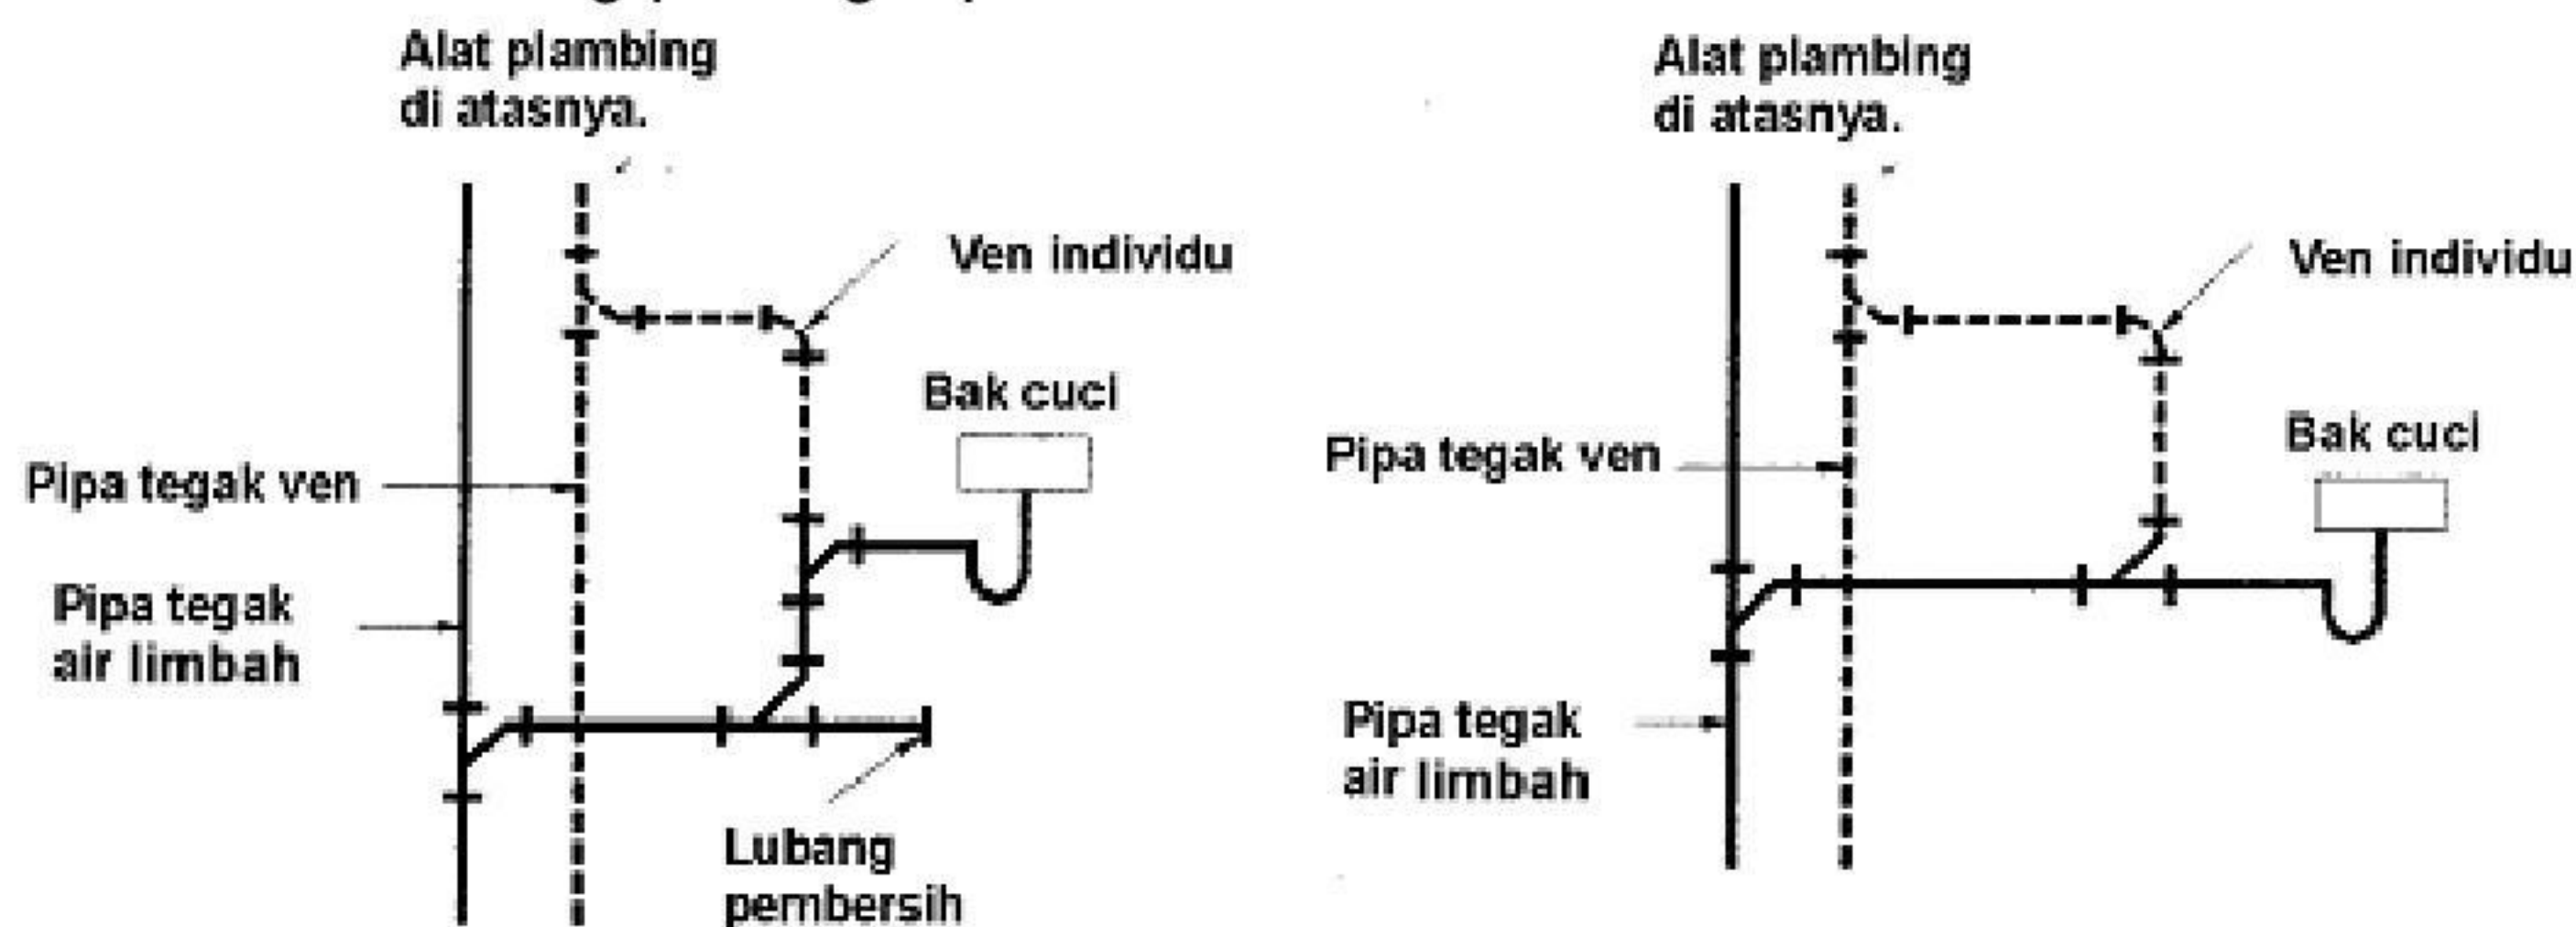 Alat plambing
di atasnya.
Ven individu
Bak cuci
Pipa tegak ven
Pipa tegak
air limbah
Lubang
pembersih
Alat plambing
di atasnya.
Ven individu
Bak cuci
Pipa tegak ven
Pipa tegak
air limbah